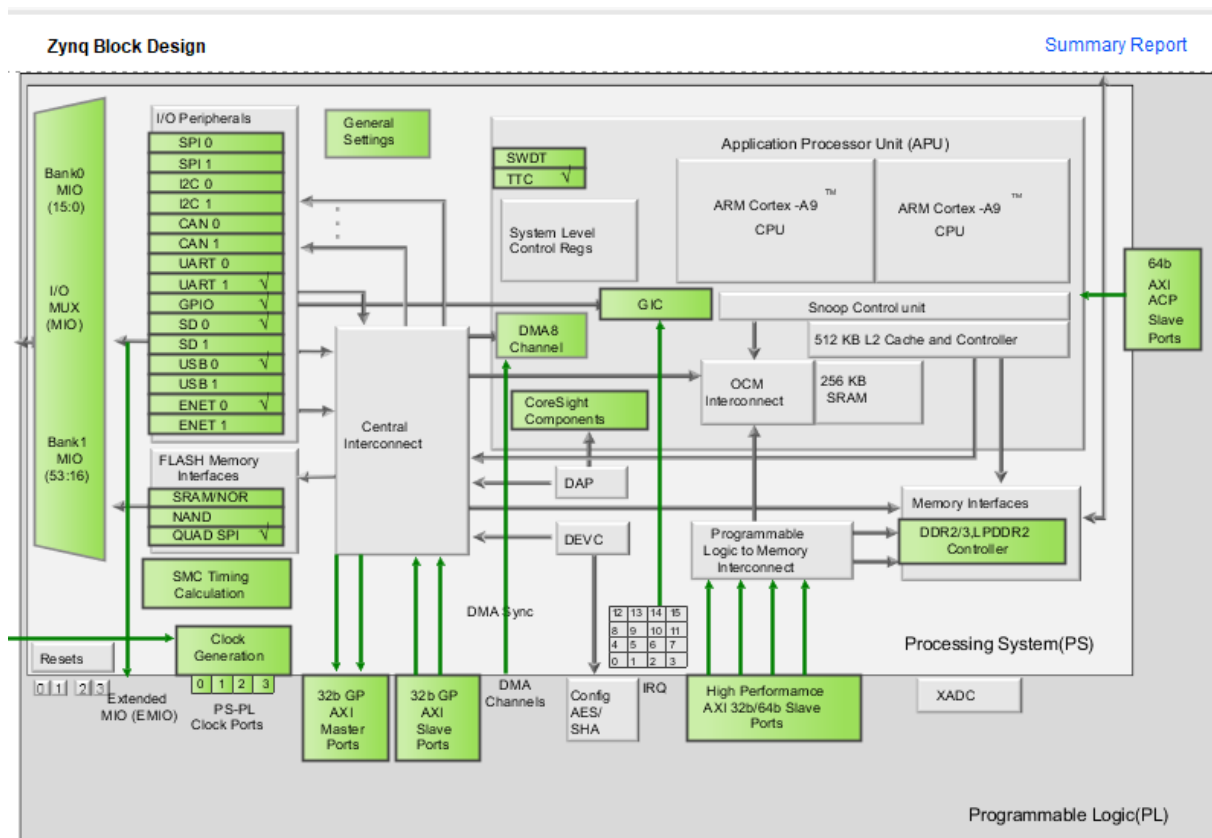 Zynq Block Design
Summary Report
Bank0
MIO
(15:0)
I/O
MUX
(MIO)
Bank1
MIO
(53:16)
I/O Peripherals
SPI 0
SPI 1
I2C 0
I2C 1
CAN 0
CAN 1
UART 0
UART 1 √
GPIO √
SD 0 √
SD 1
USB 0 √
USB 1
ENET 0 √
ENET 1
FLASH Memory
Interfaces
SRAM/NOR
NAND
QUAD SPI √
SMC Timing
Calculation
Clock
Generation
0 1 2 3
PS-PL
Clock Ports
Resets
0 1 2 3
Extended
MIO (EMIO)
General
Settings
Central
Interconnect
32b GP
AXI
Master
Ports
32b GP
AXI
Slave
Ports
Application Processor Unit (APU)
SWDT
TTC √
System Level
Control Regs
ARM Cortex -A9 ™
CPU
ARM Cortex -A9 ™
CPU
GIC
Snoop Control unit
DMA8
Channel
512 KB L2 Cache and Controller
OCM
Interconnect
256 KB
SRAM
CoreSight
Components
DAP
DEVC
DMA Sync
DMA
Channels
Config
AES/
SHA
12 13 14 15
8 9 10 11
4 5 6 7
0 1 2 3
IRQ
Programmable
Logic to Memory
Interconnect
Memory Interfaces
DDR2/3,LPDDR2
Controller
High Performamce
AXI 32b/64b Slave
Ports
64b
AXI
ACP
Slave
Ports
Processing System(PS)
XADC
Programmable Logic(PL)